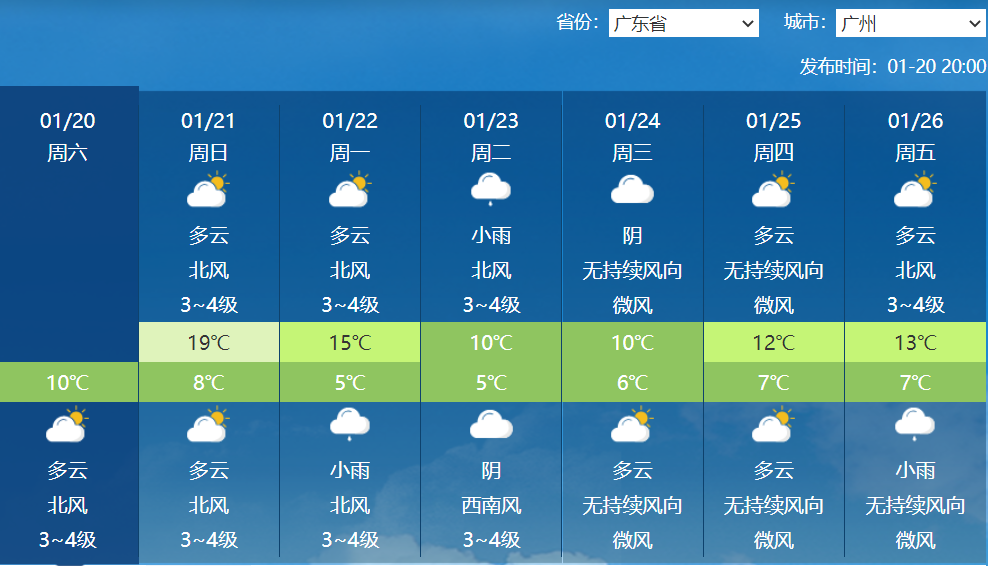 省份： 广东省 城市： 广州
发布时间：01-20 20:00
01/20 01/21 01/22 01/23 01/24 01/25 01/26
周六 周日 周一 周二 周三 周四 周五
多云 多云 小雨 阴 多云 多云
北风 北风 北风 无持续风向 无持续风向 北风
3~4级 3~4级 3~4级 微风 微风 3~4级
19℃ 15℃ 10℃ 10℃ 12℃ 13℃
10℃ 8℃ 5℃ 5℃ 6℃ 7℃ 7℃
多云 多云 小雨 阴 多云 多云 小雨
北风 北风 北风 西南风 无持续风向 无持续风向 无持续风向
3~4级 3~4级 3~4级 3~4级 微风 微风 微风